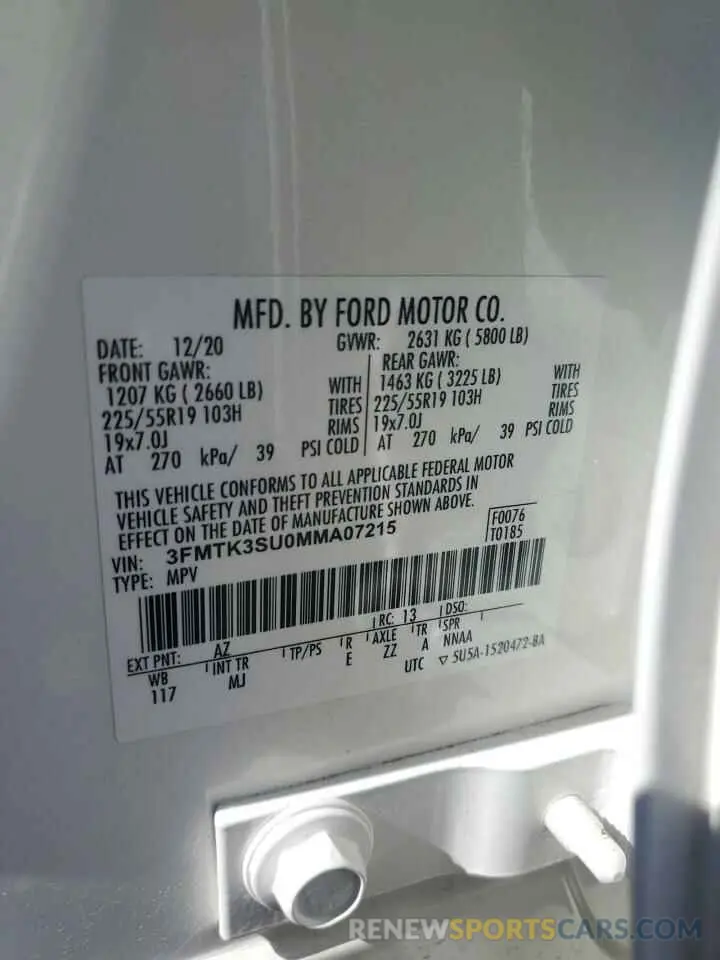 MFD. BY FORD MOTOR CO.
DATE: 12/20 GVWR: 2631 KG ( 5800 LB)
FRONT GAWR: REAR GAWR:
1207 KG ( 2660 LB) WITH 1463 KG ( 3225 LB) WITH
225/55R19 103H TIRES 225/55R19 103H TIRES
19x7.0J RIMS 19x7.0J RIMS
AT 270 kPa/ 39 PSI COLD AT 270 kPa/ 39 PSI COLD
THIS VEHICLE CONFORMS TO ALL APPLICABLE FEDERAL MOTOR
VEHICLE SAFETY AND THEFT PREVENTION STANDARDS IN
EFFECT ON THE DATE OF MANUFACTURE SHOWN ABOVE.
VIN: 3FMTK3SU0MMA07215 F0076
TYPE: MPV T0185
EXT PNT: AZ RC: 13 DSO:
WB INT TR TP/PS R AXLE TR SPR
117 MJ E ZZ A NNAA
UTC ▽ 5U5A-1520472-BA
RENEWSPORTSCARS.COM